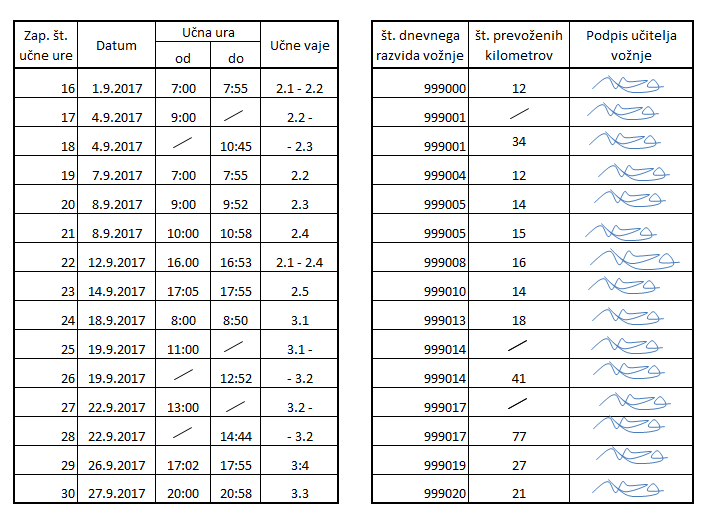 Zap. št. učne ure Datum Učna ura od do Učne vaje št. dnevnega razvida vožnje št. prevoženih kilometrov Podpis učitelja vožnje
16 1.9.2017 7:00 7:55 2.1 - 2.2 999000 12
17 4.9.2017 9:00 2.2 - 999001
18 4.9.2017 10:45 - 2.3 999001 34
19 7.9.2017 7:00 7:55 2.2 999004 12
20 8.9.2017 9:00 9:52 2.3 999005 14
21 8.9.2017 10:00 10:58 2.4 999005 15
22 12.9.2017 16.00 16:53 2.1 - 2.4 999008 16
23 14.9.2017 17:05 17:55 2.5 999010 14
24 18.9.2017 8:00 8:50 3.1 999013 18
25 19.9.2017 11:00 3.1 - 999014
26 19.9.2017 12:52 - 3.2 999014 41
27 22.9.2017 13:00 3.2 - 999017
28 22.9.2017 14:44 - 3.2 999017 77
29 26.9.2017 17:02 17:55 3:4 999019 27
30 27.9.2017 20:00 20:58 3.3 999020 21